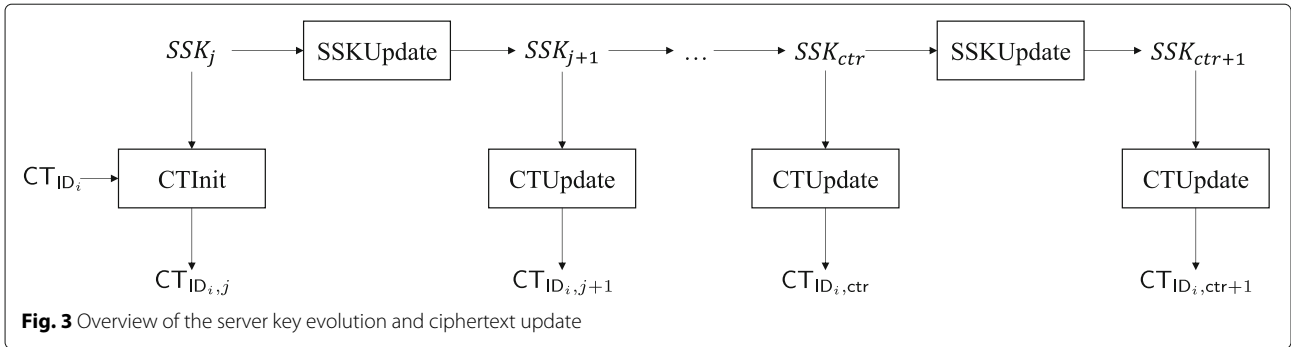 SSK_j SSKUpdate SSK_{j+1} ... SSK_{ctr} SSKUpdate SSK_{ctr+1}
CT_{ID_i} CTInit CTUpdate CTUpdate CTUpdate
CT_{ID_i,j} CT_{ID_i,j+1} CT_{ID_i,ctr} CT_{ID_i,ctr+1}
Fig. 3 Overview of the server key evolution and ciphertext update